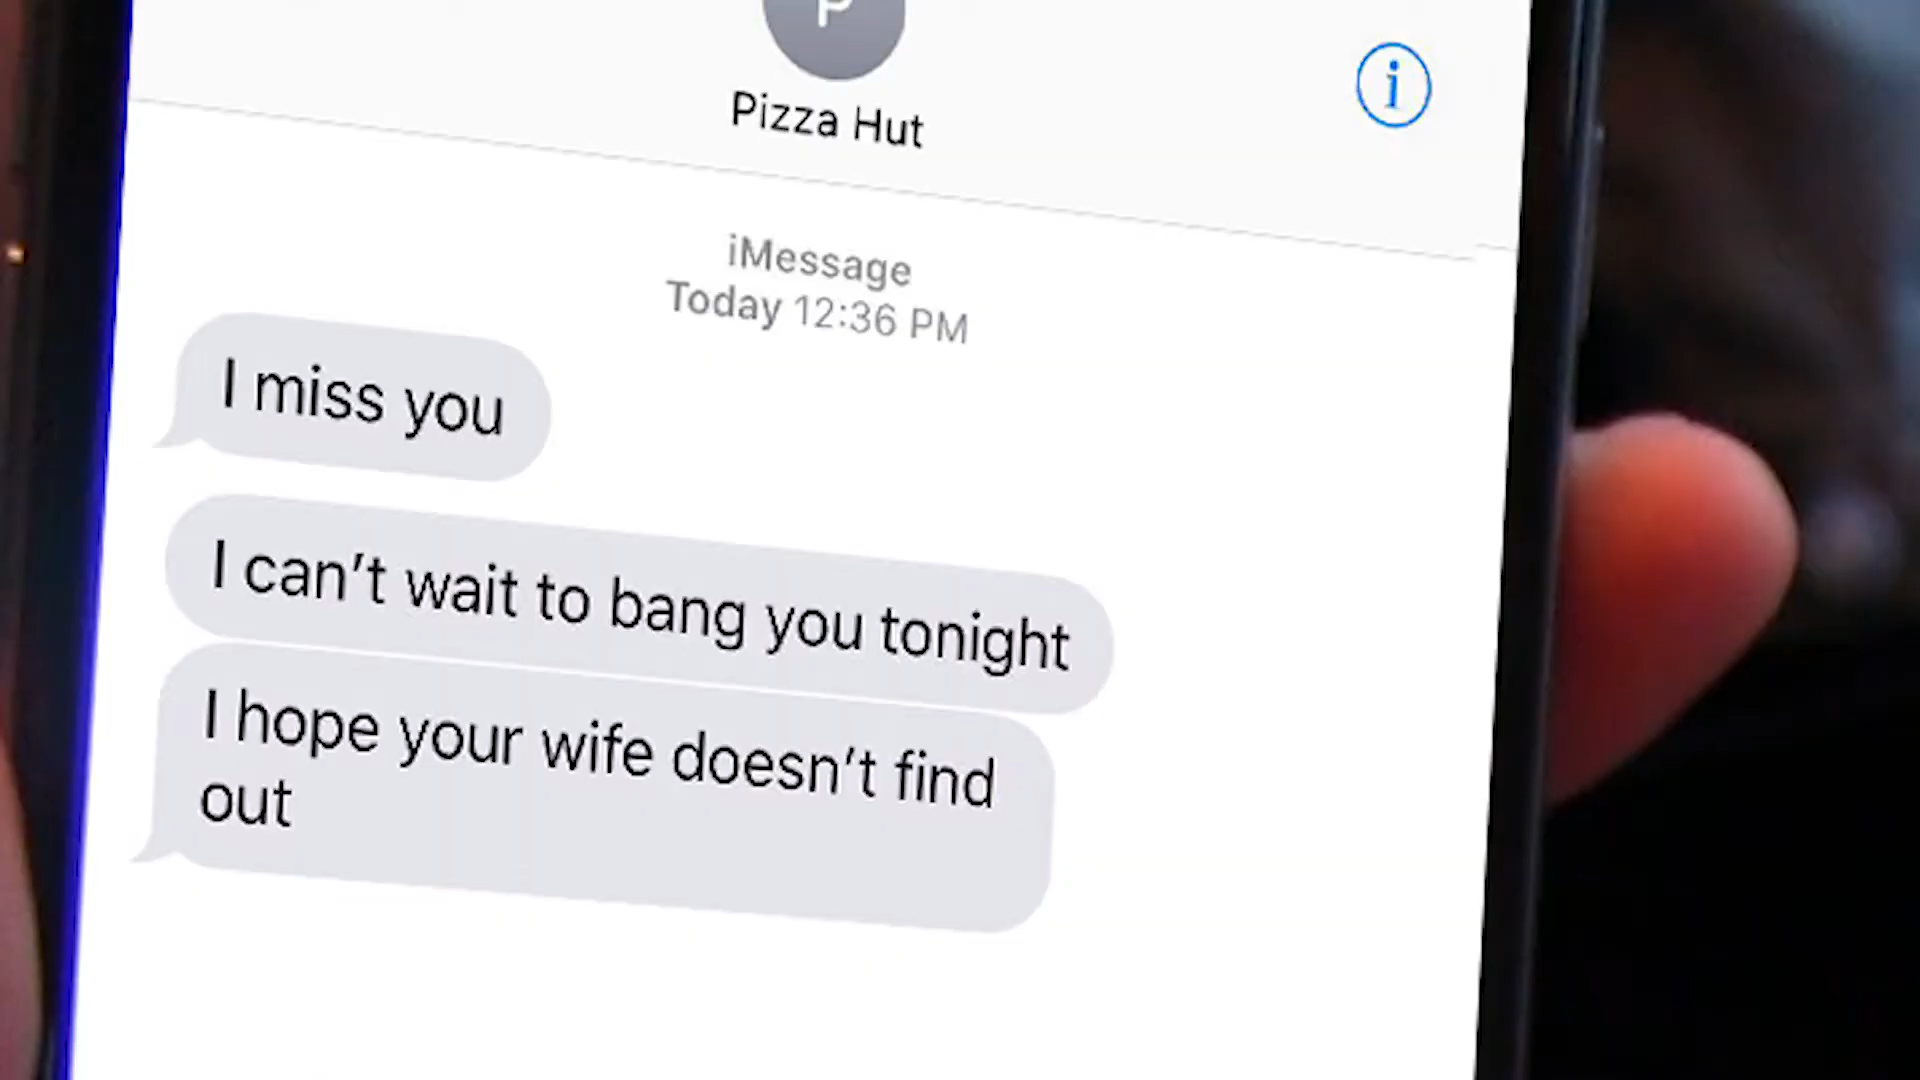 P
Pizza Hut
i
iMessage
Today 12:36 PM
I miss you
I can’t wait to bang you tonight
I hope your wife doesn’t find
out